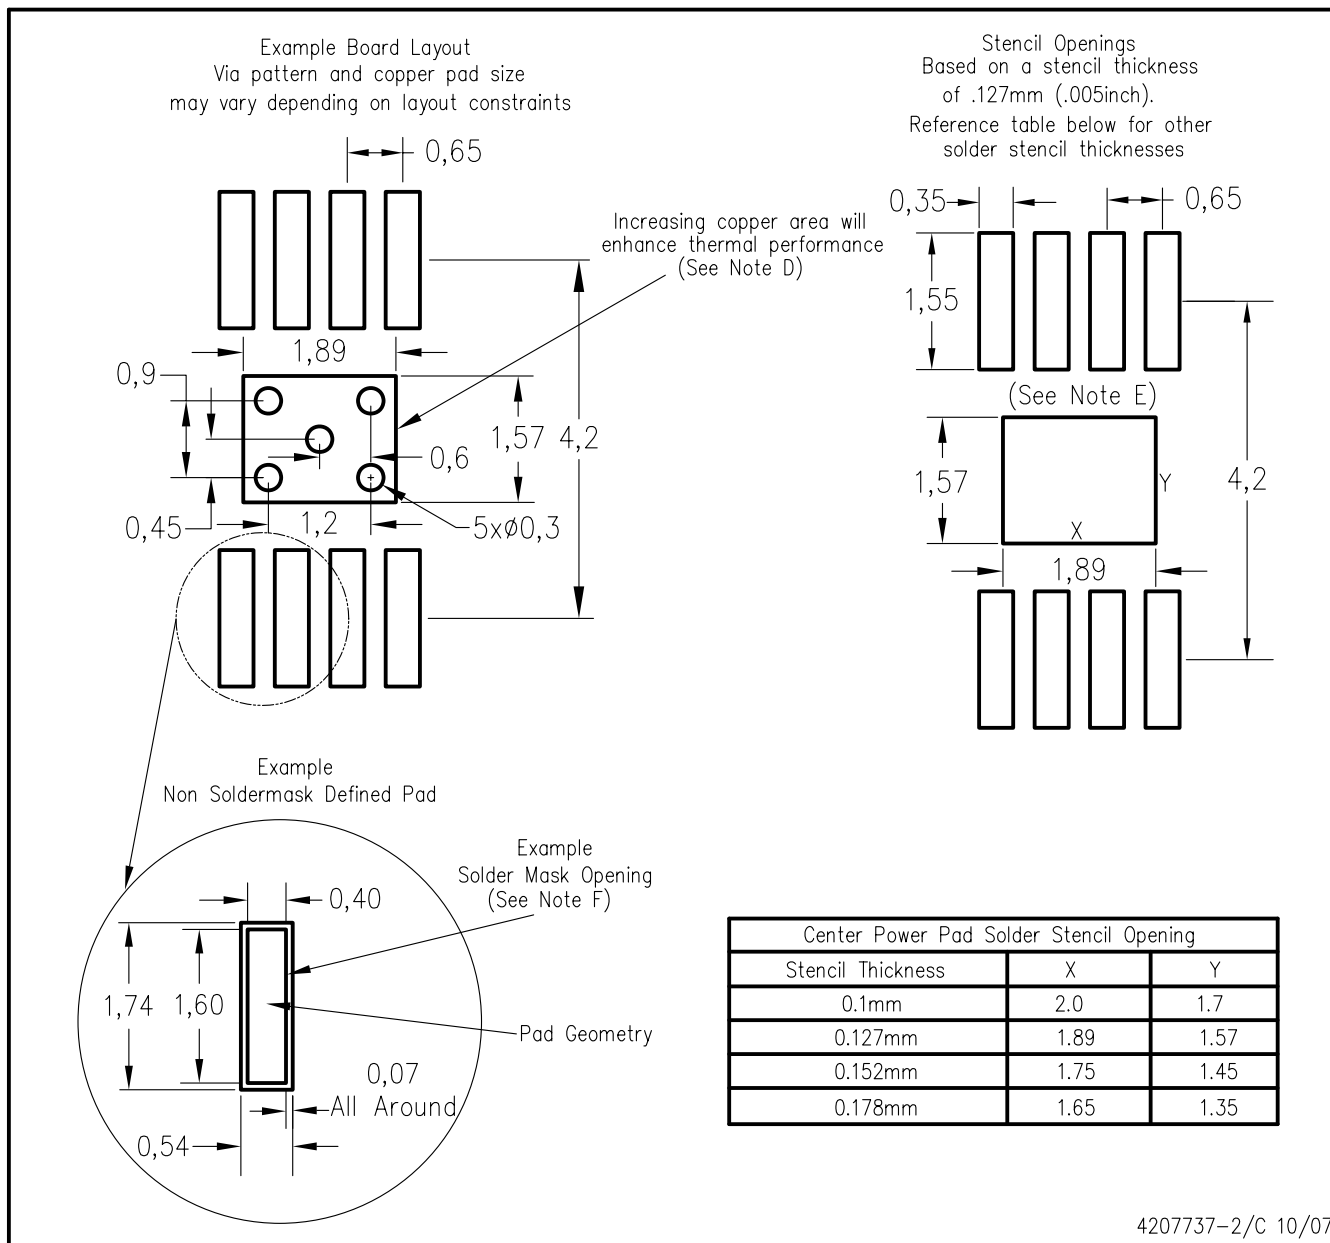 Example Board Layout
Via pattern and copper pad size
may vary depending on layout constraints
0,65
Increasing copper area will
enhance thermal performance
(See Note D)
1,89
0,9
1,57
4,2
0,6
0,45
1,2
5xø0,3
Stencil Openings
Based on a stencil thickness
of .127mm (.005inch).
Reference table below for other
solder stencil thicknesses
0,35
0,65
1,55
(See Note E)
1,57
Y
4,2
X
1,89
Example
Non Soldermask Defined Pad
Example
Solder Mask Opening
(See Note F)
0,40
1,74
1,60
Pad Geometry
0,07
All Around
0,54
Center Power Pad Solder Stencil Opening
Stencil Thickness X Y
0.1mm 2.0 1.7
0.127mm 1.89 1.57
0.152mm 1.75 1.45
0.178mm 1.65 1.35
4207737-2/C 10/07